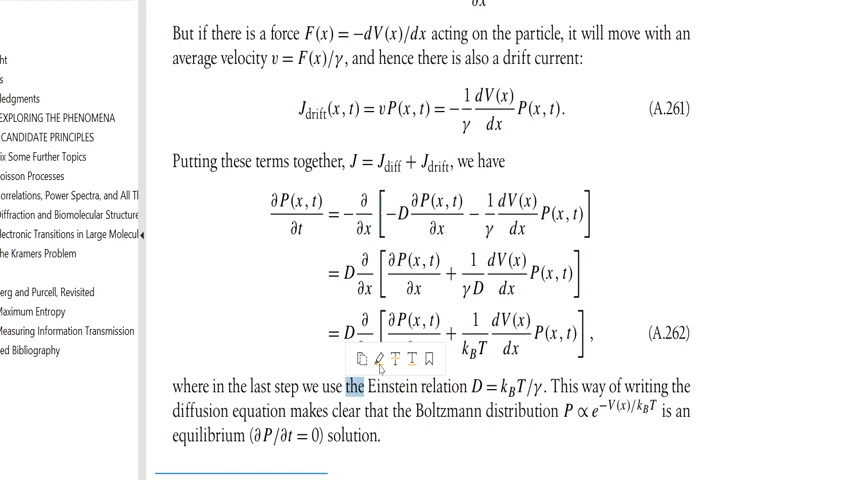 ∂x
But if there is a force F(x) = −dV(x)/dx acting on the particle, it will move with an
average velocity v = F(x)/γ, and hence there is also a drift current:
J_drift(x, t) = vP(x, t) = −(1/γ) (dV(x)/dx) P(x, t). (A.261)
Putting these terms together, J = J_diff + J_drift, we have
∂P(x, t)/∂t = −∂/∂x [−D ∂P(x, t)/∂x − (1/γ) (dV(x)/dx) P(x, t)]
= D ∂/∂x [∂P(x, t)/∂x + (1/γD) (dV(x)/dx) P(x, t)]
= D ∂/∂x [∂P(x, t)/∂x + (1/k_BT) (dV(x)/dx) P(x, t)], (A.262)
where in the last step we use the Einstein relation D = k_BT/γ. This way of writing the
diffusion equation makes clear that the Boltzmann distribution P ∝ e^{−V(x)/k_BT} is an
equilibrium (∂P/∂t = 0) solution.
ht
s
ledgments
EXPLORING THE PHENOMENA
CANDIDATE PRINCIPLES
ix Some Further Topics
oisson Processes
orrelations, Power Spectra, and All Th
iffraction and Biomolecular Structure
lectronic Transitions in Large Molecul
he Kramers Problem
erg and Purcell, Revisited
Maximum Entropy
Measuring Information Transmission
ed Bibliography